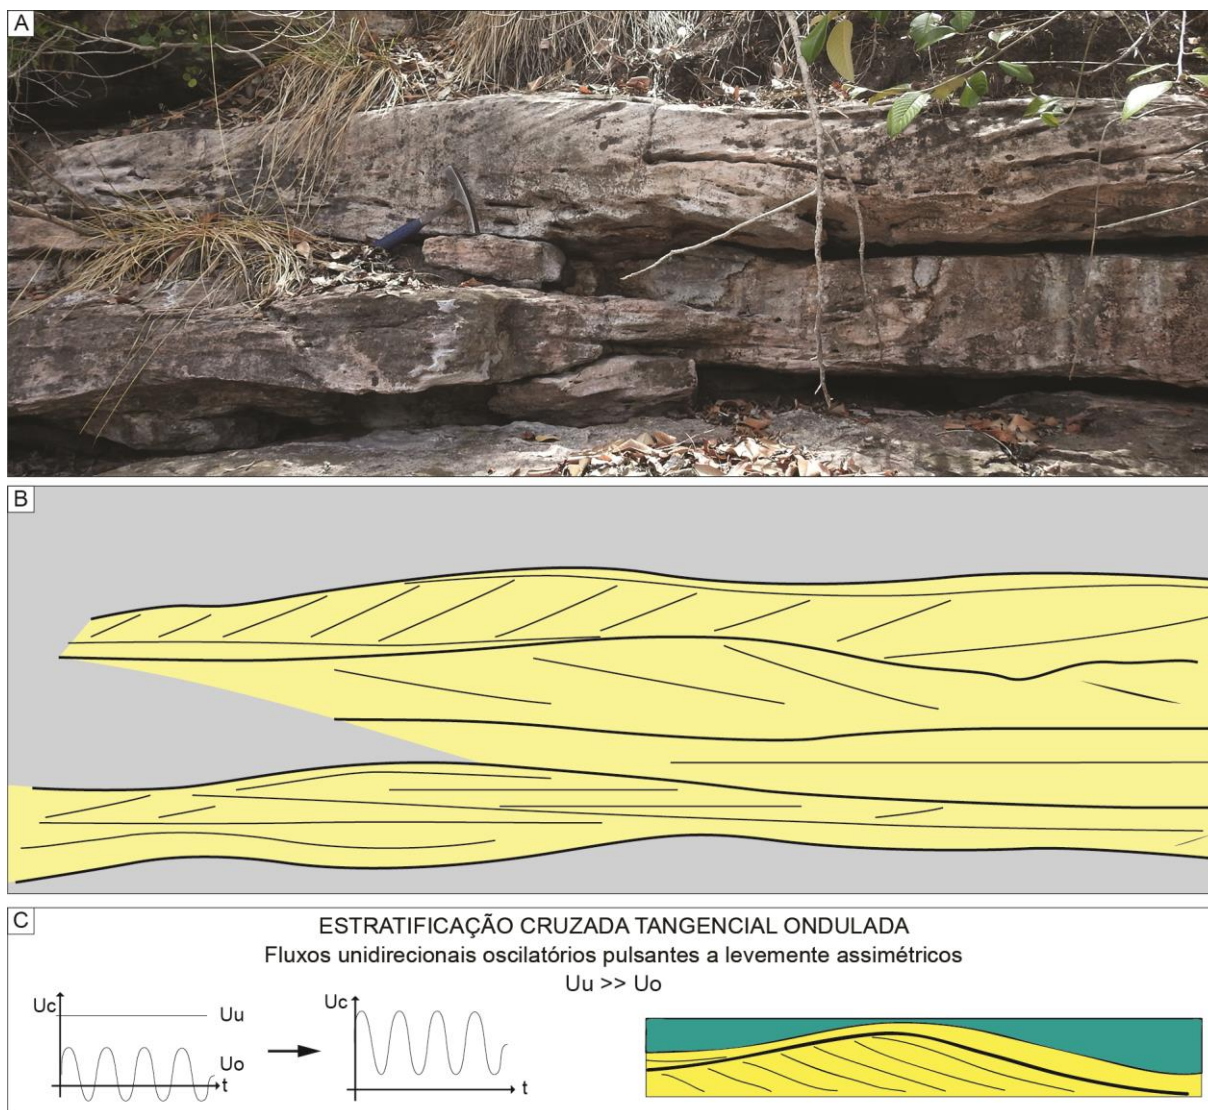 A
B
C
ESTRATIFICAÇÃO CRUZADA TANGENCIAL ONDULADA
Fluxos unidirecionais oscilatórios pulsantes a levemente assimétricos
Uu >> Uo
Uc
Uu
Uo
t
Uc
t